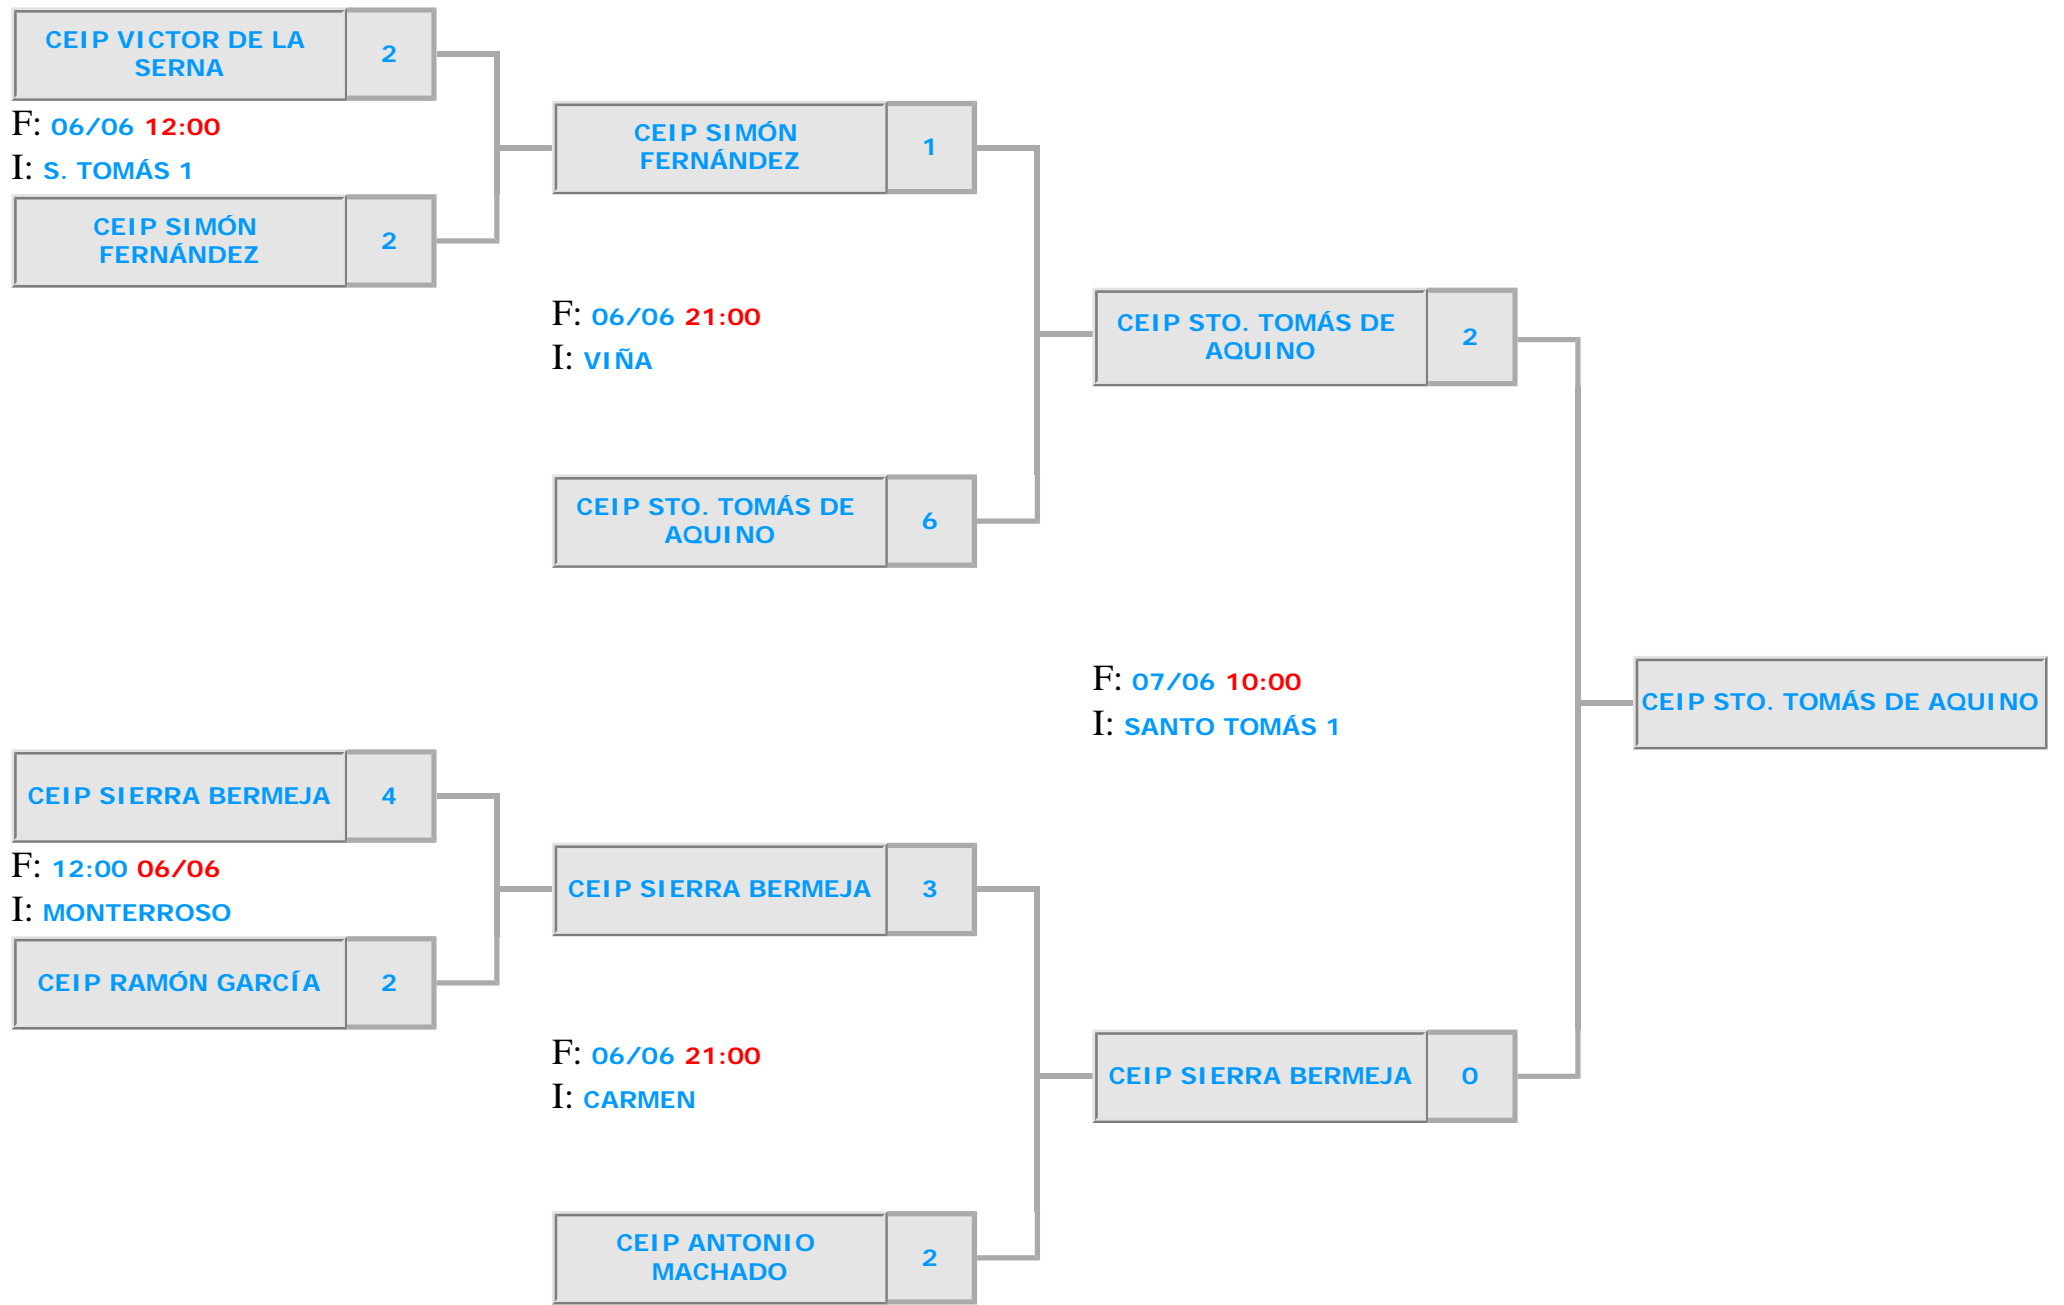 CEIP VICTOR DE LA
SERNA
2
F: 06/06 12:00
I: S. TOMÁS 1
CEIP SIMÓN
FERNÁNDEZ
2
CEIP SIMÓN
FERNÁNDEZ
1
F: 06/06 21:00
I: VIÑA
CEIP STO. TOMÁS DE
AQUINO
6
CEIP STO. TOMÁS DE
AQUINO
2
F: 07/06 10:00
I: SANTO TOMÁS 1
CEIP STO. TOMÁS DE AQUINO
CEIP SIERRA BERMEJA
4
F: 12:00 06/06
I: MONTERROSO
CEIP RAMÓN GARCÍA
2
CEIP SIERRA BERMEJA
3
F: 06/06 21:00
I: CARMEN
CEIP ANTONIO
MACHADO
2
CEIP SIERRA BERMEJA
0